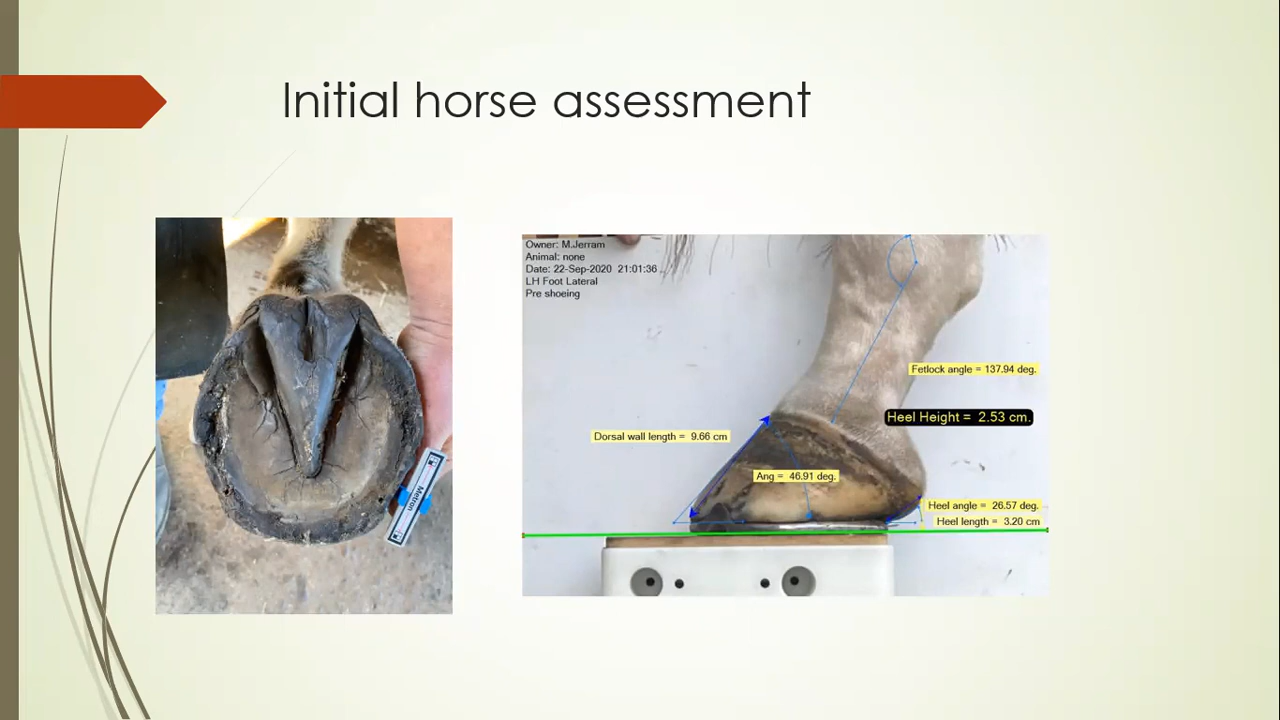 Initial horse assessment
Metron
Owner: M.Jerram
Animal: none
Date: 22-Sep-2020 21:01:36
LH Foot Lateral
Pre shoeing
Fetlock angle = 137.94 deg.
Heel Height = 2.53 cm.
Dorsal wall length = 9.66 cm
Ang = 46.91 deg.
Heel angle = 26.57 deg.
Heel length = 3.20 cm